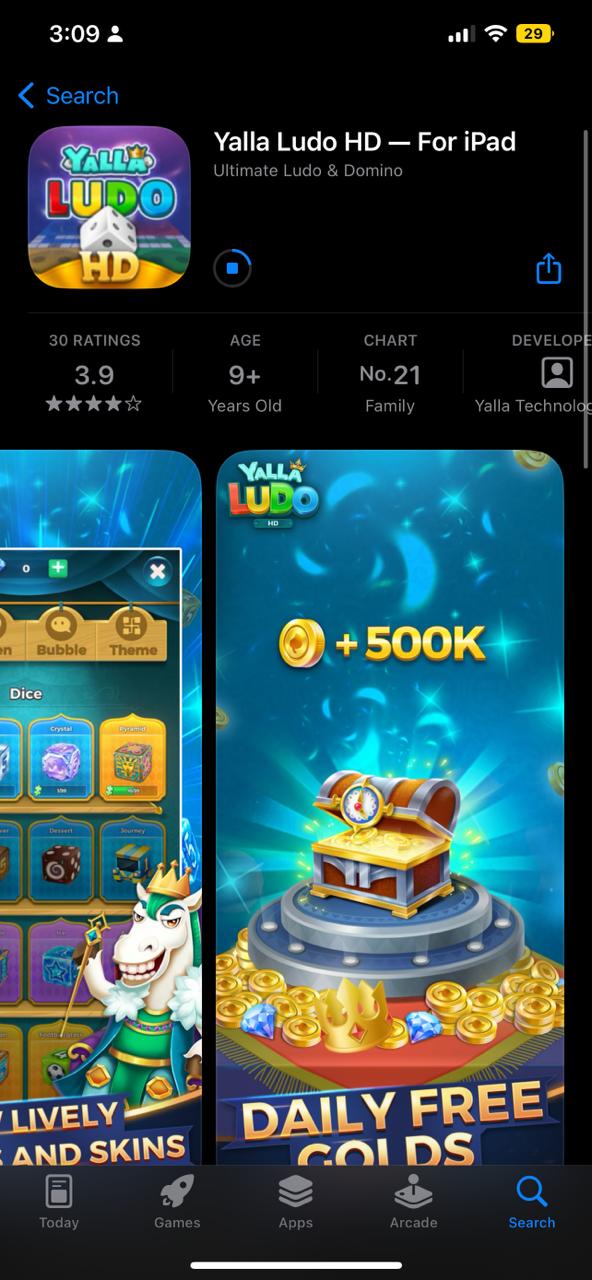 3:09
29
Search
YALLA
LUDO
HD
Yalla Ludo HD — For iPad
Ultimate Ludo & Domino
30 RATINGS
3.9
AGE
9+
Years Old
CHART
No.21
Family
DEVELOPE
Yalla Technolog
0
Bubble
Theme
Dice
Crystal
Pyramid
Dessert
Journey
LIVELY
AND SKINS
YALLA
LUDO
HD
+500K
DAILY FREE
GOLDS
Today
Games
Apps
Arcade
Search